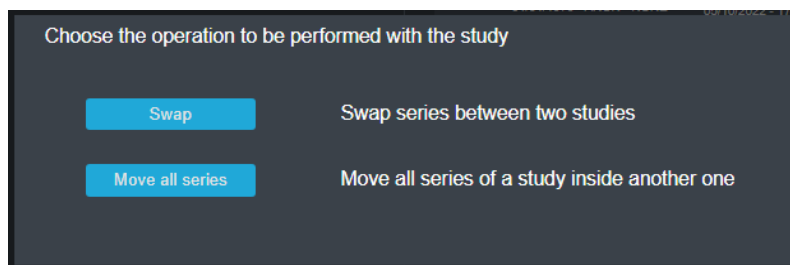 Choose the operation to be performed with the study
Swap Swap series between two studies
Move all series Move all series of a study inside another one